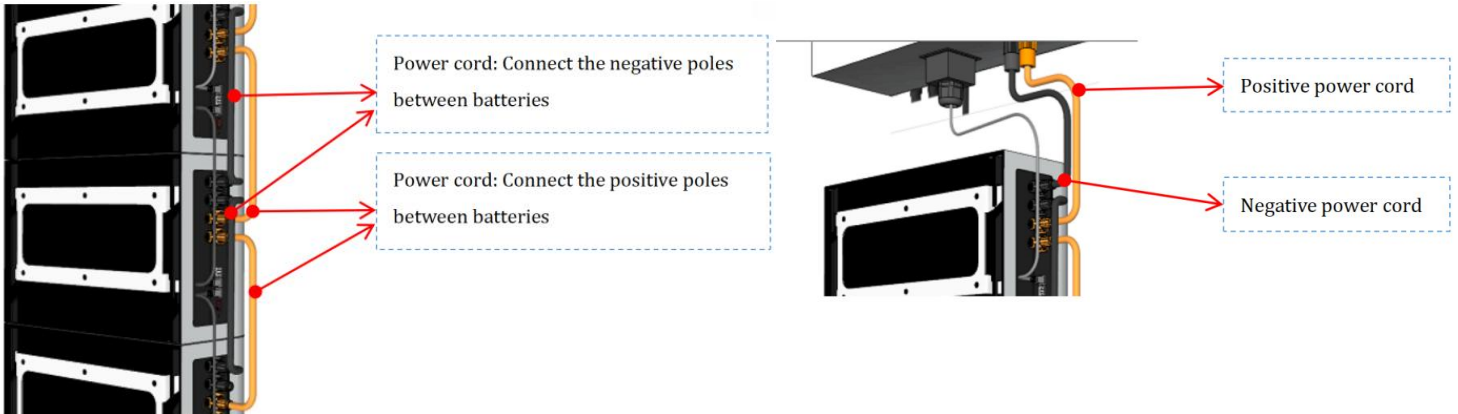 Power cord: Connect the negative poles
between batteries
Power cord: Connect the positive poles
between batteries
Positive power cord
Negative power cord